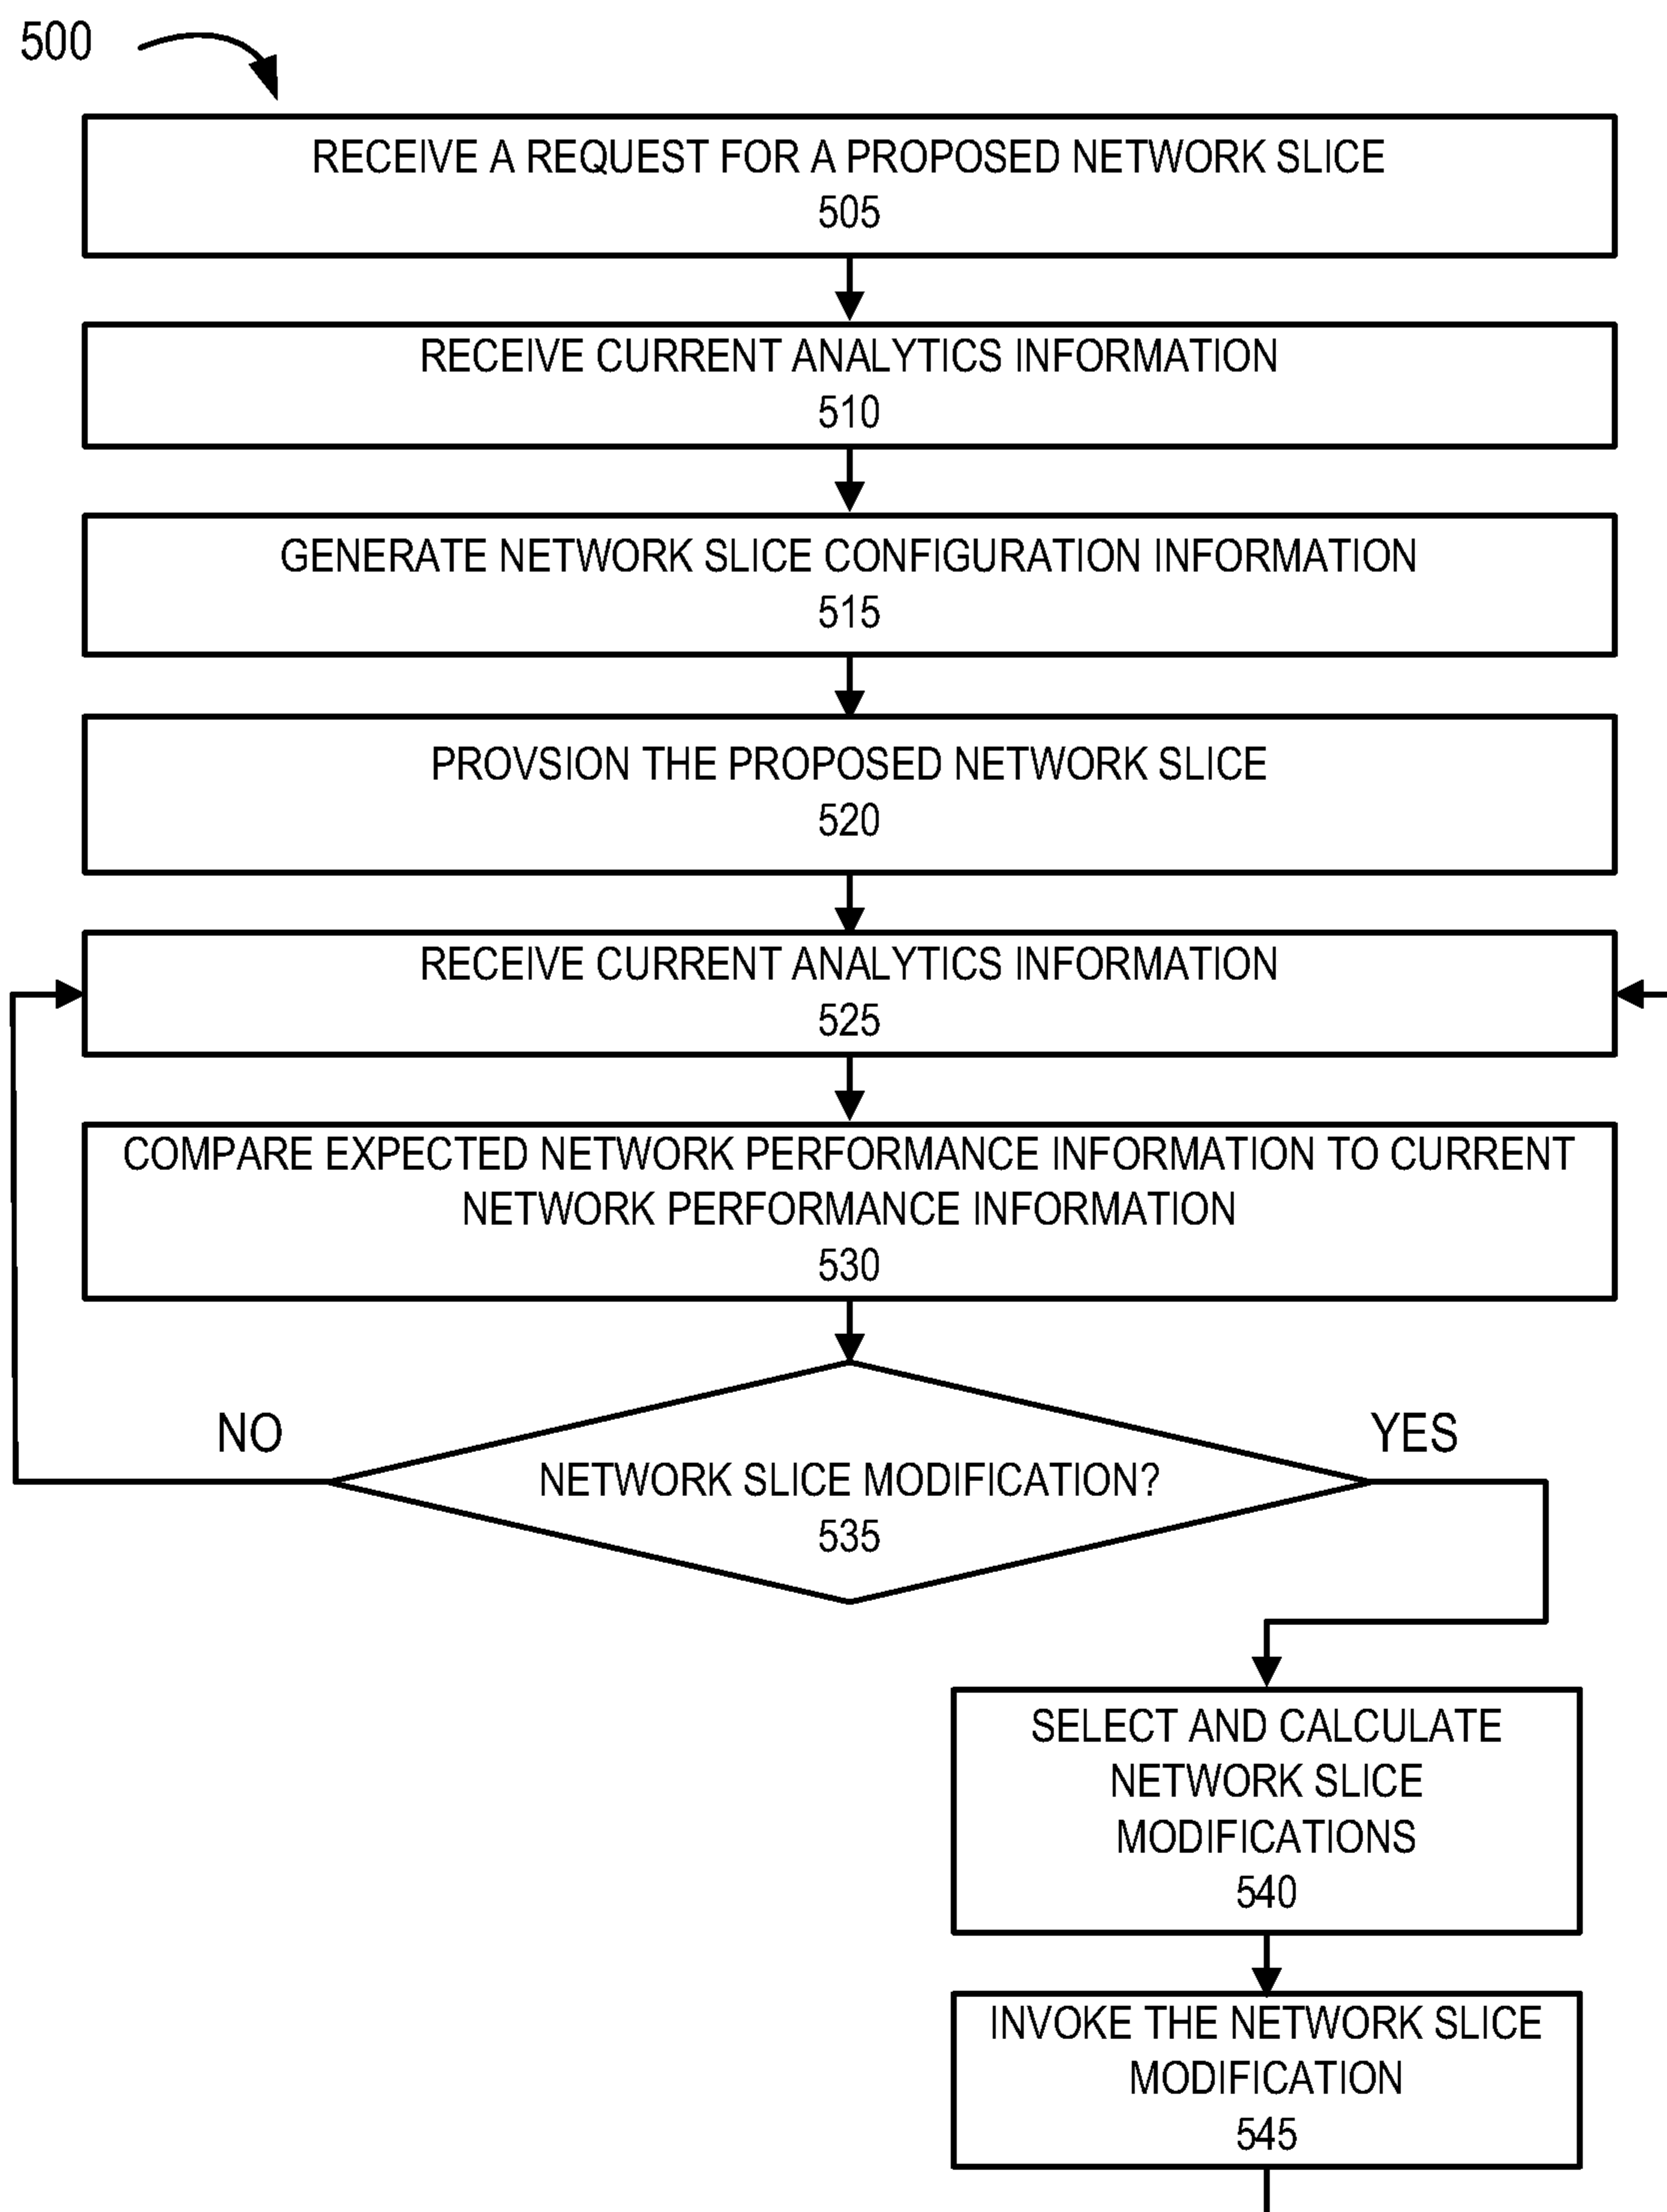 500
RECEIVE A REQUEST FOR A PROPOSED NETWORK SLICE
505
RECEIVE CURRENT ANALYTICS INFORMATION
510
GENERATE NETWORK SLICE CONFIGURATION INFORMATION
515
PROVSION THE PROPOSED NETWORK SLICE
520
RECEIVE CURRENT ANALYTICS INFORMATION
525
COMPARE EXPECTED NETWORK PERFORMANCE INFORMATION TO CURRENT
NETWORK PERFORMANCE INFORMATION
530
NO
YES
NETWORK SLICE MODIFICATION?
535
SELECT AND CALCULATE
NETWORK SLICE
MODIFICATIONS
540
INVOKE THE NETWORK SLICE
MODIFICATION
545